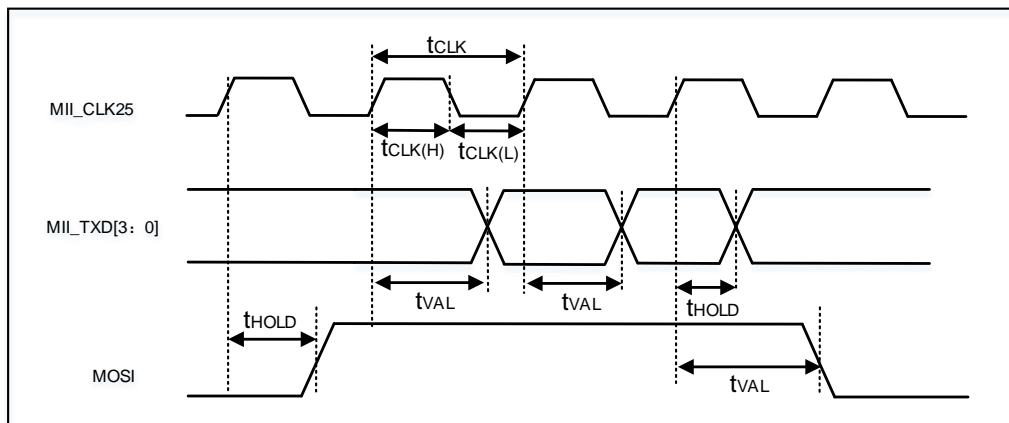 tCLK
MII_CLK25
tCLK(H) tCLK(L)
MII_TXD[3：0]
tVAL tVAL tHOLD
tHOLD
MOSI
tVAL